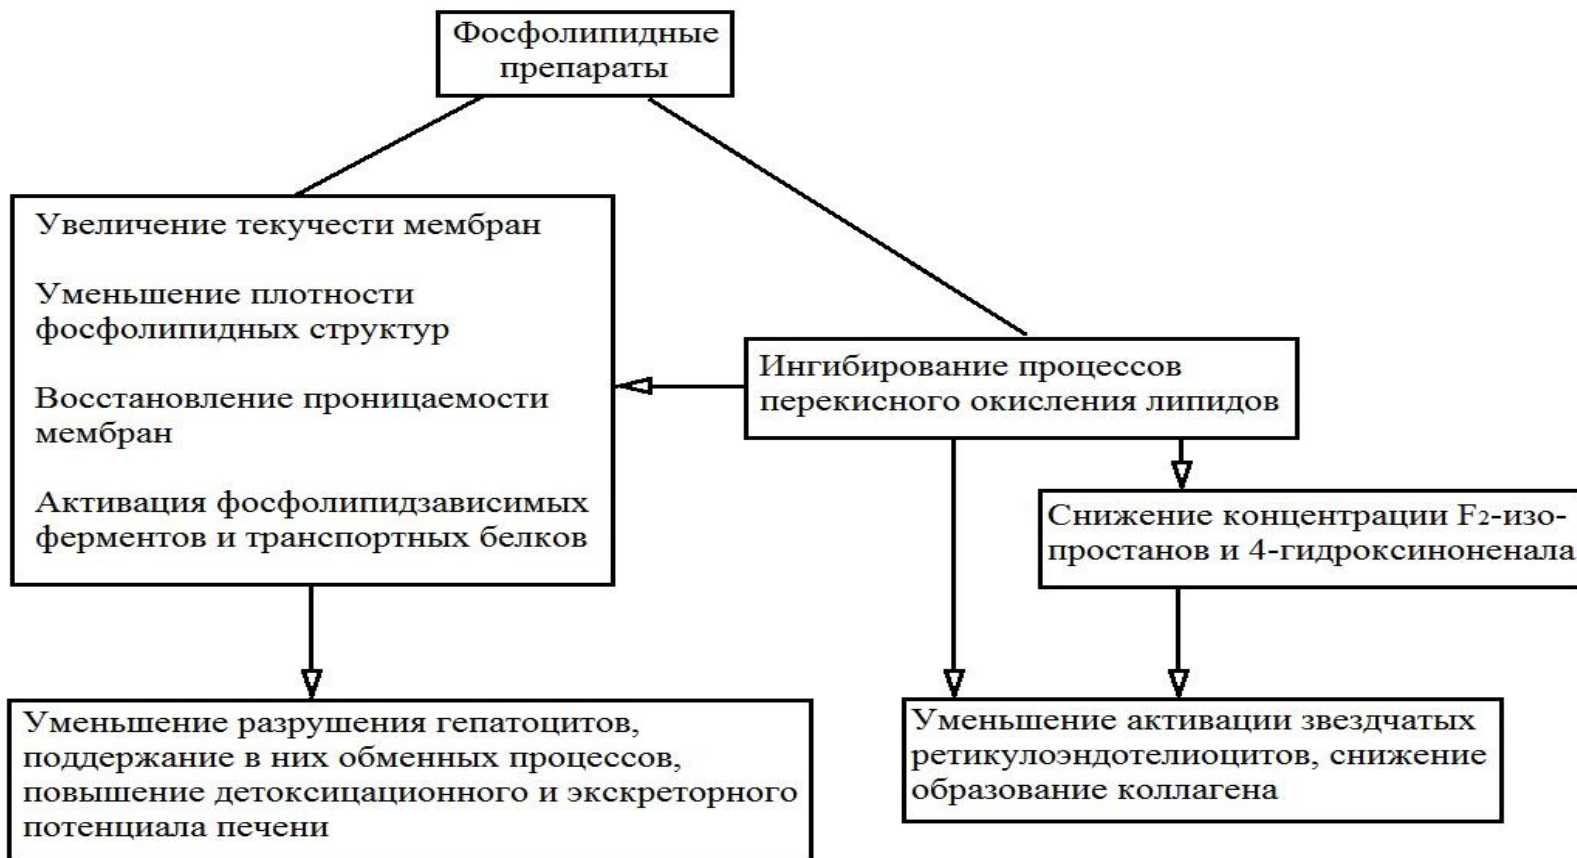 Фосфолипидные
препараты
Увеличение текучести мембран
Уменьшение плотности
фосфолипидных структур
Восстановление проницаемости
мембран
Активация фосфолипидзависимых
ферментов и транспортных белков
Ингибирование процессов
перекисного окисления липидов
Снижение концентрации F₂-изо-
простанов и 4-гидроксиноненала
Уменьшение разрушения гепатоцитов,
поддержание в них обменных процессов,
повышение детоксицационного и экскреторного
потенциала печени
Уменьшение активации звездчатых
ретикулоэндотелиоцитов, снижение
образование коллагена